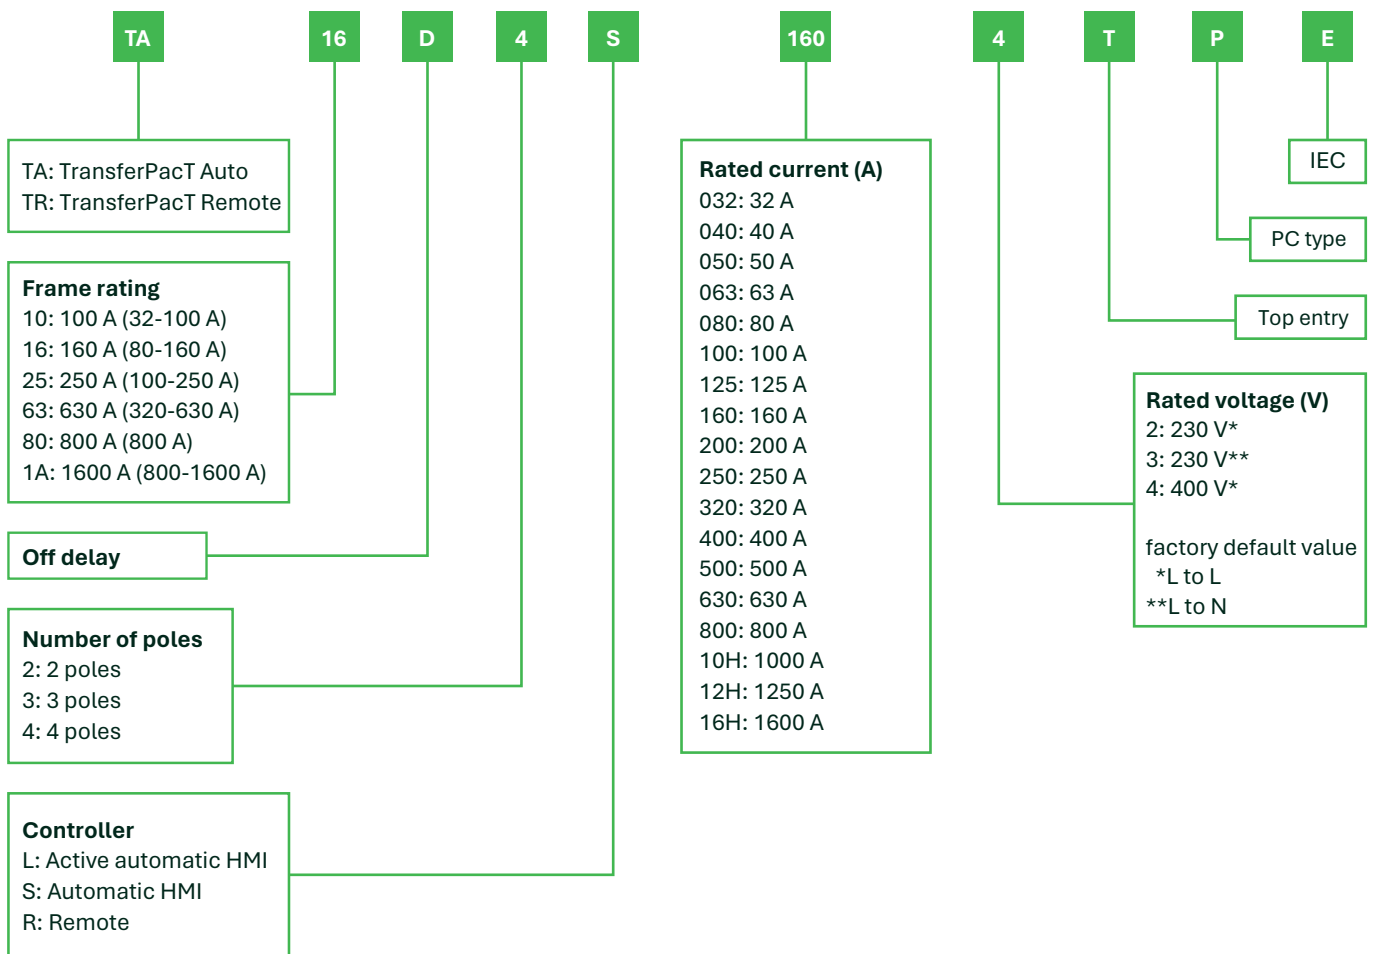 TA 16 D 4 S 160 4 T P E
TA: TransferPacT Auto
TR: TransferPacT Remote
Frame rating
10: 100 A (32-100 A)
16: 160 A (80-160 A)
25: 250 A (100-250 A)
63: 630 A (320-630 A)
80: 800 A (800 A)
1A: 1600 A (800-1600 A)
Off delay
Number of poles
2: 2 poles
3: 3 poles
4: 4 poles
Controller
L: Active automatic HMI
S: Automatic HMI
R: Remote
Rated current (A)
032: 32 A
040: 40 A
050: 50 A
063: 63 A
080: 80 A
100: 100 A
125: 125 A
160: 160 A
200: 200 A
250: 250 A
320: 320 A
400: 400 A
500: 500 A
630: 630 A
800: 800 A
10H: 1000 A
12H: 1250 A
16H: 1600 A
IEC
PC type
Top entry
Rated voltage (V)
2: 230 V*
3: 230 V**
4: 400 V*
factory default value
*L to L
**L to N